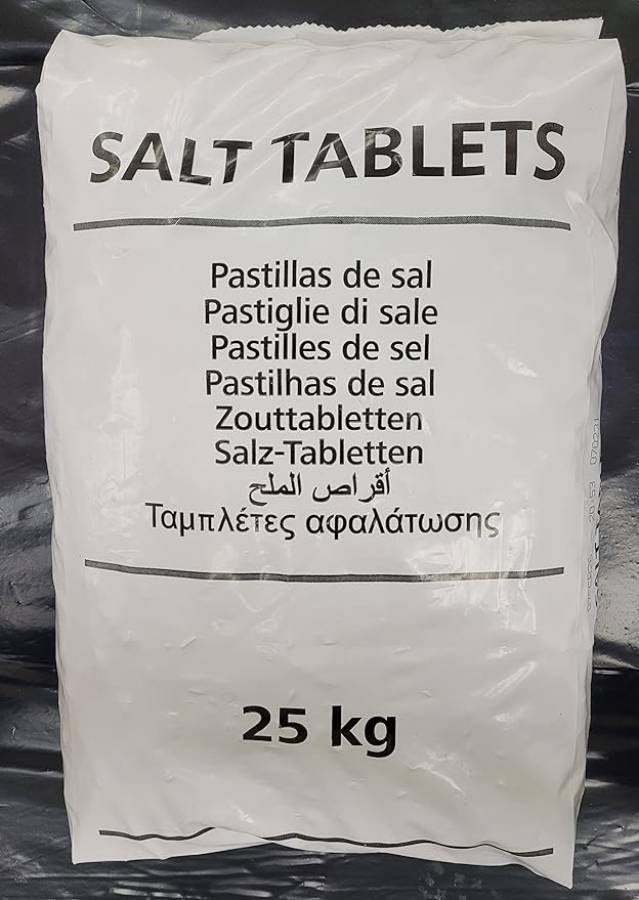 SALT TABLETS
Pastillas de sal
Pastiglie di sale
Pastilles de sel
Pastilhas de sal
Zouttabletten
Salz-Tabletten
أقراص الملح
Ταμπλέτες αφαλάτωσης
25 kg